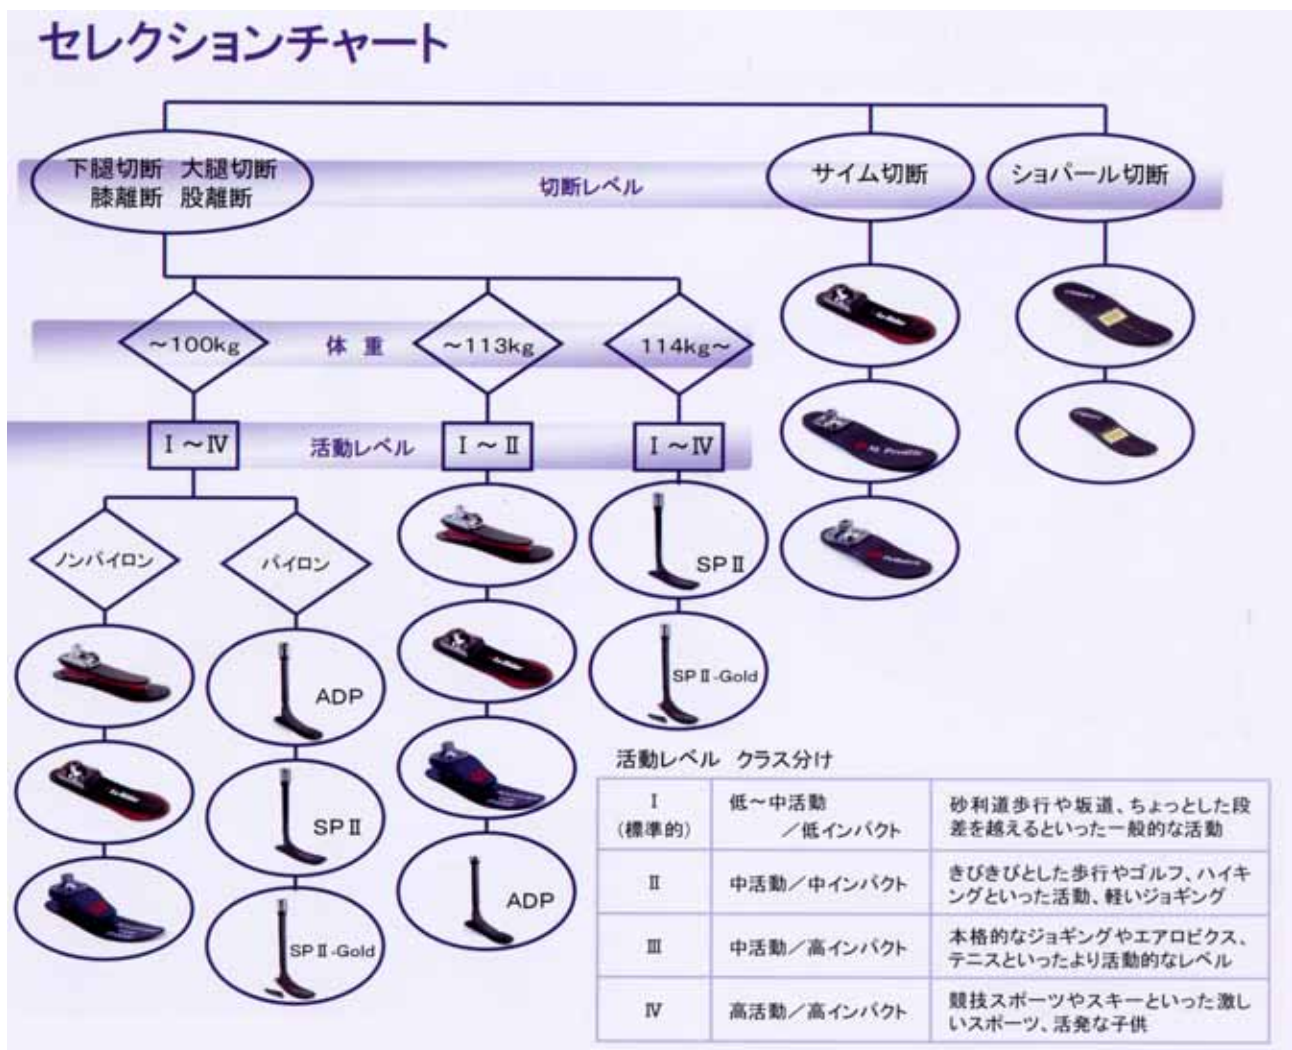 セレクションチャート
下腿切断 大腿切断
膝離断 股離断
切断レベル
サイム切断
ショパール切断
～100kg
体 重
～113kg
114kg～
Ⅰ～Ⅳ
活動レベル
Ⅰ～Ⅱ
Ⅰ～Ⅳ
ノンパイロン
パイロン
ADP
SPⅡ
SPⅡ-Gold
ADP
SPⅡ
SPⅡ-Gold
活動レベル クラス分け
Ⅰ
(標準的)
低～中活動
／低インパクト
砂利道歩行や坂道、ちょっとした段
差を越えるといった一般的な活動
Ⅱ
中活動／中インパクト
きびきびとした歩行やゴルフ、ハイキ
ングといった活動、軽いジョギング
Ⅲ
中活動／高インパクト
本格的なジョギングやエアロビクス、
テニスといったより活動的なレベル
Ⅳ
高活動／高インパクト
競技スポーツやスキーといった激し
いスポーツ、活発な子供